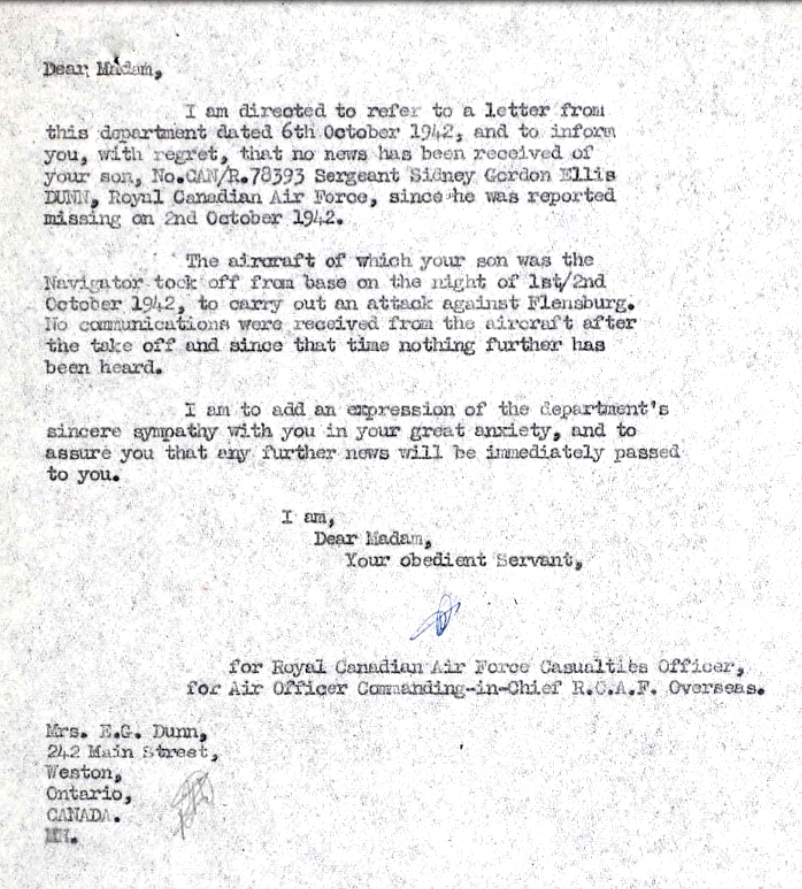 Dear Madam,
I am directed to refer to a letter from
this department dated 6th October 1942, and to inform
you, with regret, that no news has been received of
your son, No.CAN/R.78393 Sergeant Sidney Gordon Ellis
DUNN, Royal Canadian Air Force, since he was reported
missing on 2nd October 1942.
The aircraft of which your son was the
Navigator took off from base on the night of 1st/2nd
October 1942, to carry out an attack against Flensburg.
No communications were received from the aircraft after
the take off and since that time nothing further has
been heard.
I am to add an expression of the department's
sincere sympathy with you in your great anxiety, and to
assure you that any further news will be immediately passed
to you.
I am,
Dear Madam,
Your obedient Servant,
for Royal Canadian Air Force Casualties Officer,
for Air Officer Commanding-in-Chief R.C.A.F. Overseas.
Mrs. E.G. Dunn,
242 Main Street,
Weston,
Ontario,
CANADA.